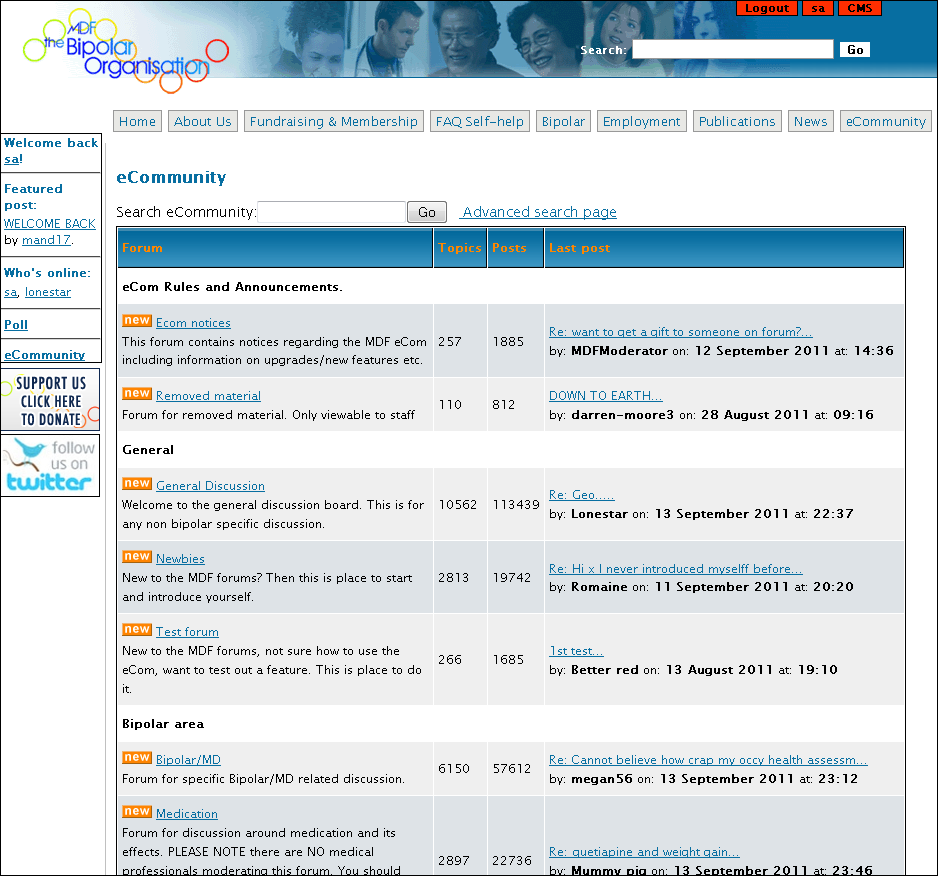 Logout sa CMS
MDF
the Bipolar
Organisation
Search: Go
Home About Us Fundraising & Membership FAQ Self-help Bipolar Employment Publications News eCommunity
Welcome back
sa!
Featured
post:
WELCOME BACK
by mand17.
Who's online:
sa, lonestar
Poll
eCommunity
SUPPORT US
CLICK HERE
TO DONATE
follow
us on
twitter
eCommunity
Search eCommunity: Go Advanced search page
Forum Topics Posts Last post
eCom Rules and Announcements.
new Ecom notices
This forum contains notices regarding the MDF eCom
including information on upgrades/new features etc.
257 1885
Re: want to get a gift to someone on forum?...
by: MDFModerator on: 12 September 2011 at: 14:36
new Removed material
Forum for removed material. Only viewable to staff
110 812
DOWN TO EARTH...
by: darren-moore3 on: 28 August 2011 at: 09:16
General
new General Discussion
Welcome to the general discussion board. This is for
any non bipolar specific discussion.
10562 113439
Re: Geo.....
by: Lonestar on: 13 September 2011 at: 22:37
new Newbies
New to the MDF forums? Then this is place to start
and introduce yourself.
2813 19742
Re: Hi x I never introduced myselff before...
by: Romaine on: 11 September 2011 at: 20:20
new Test forum
New to the MDF forums, not sure how to use the
eCom, want to test out a feature. This is place to do
it.
266 1685
1st test...
by: Better red on: 13 August 2011 at: 19:10
Bipolar area
new Bipolar/MD
Forum for specific Bipolar/MD related discussion.
6150 57612
Re: Cannot believe how crap my occy health assessm...
by: megan56 on: 13 September 2011 at: 23:12
new Medication
Forum for discussion around medication and its
effects. PLEASE NOTE there are NO medical
professionals moderating this forum. You should
2897 22736
Re: quetiapine and weight gain...
by: Mummy pig on: 13 September 2011 at: 23:46